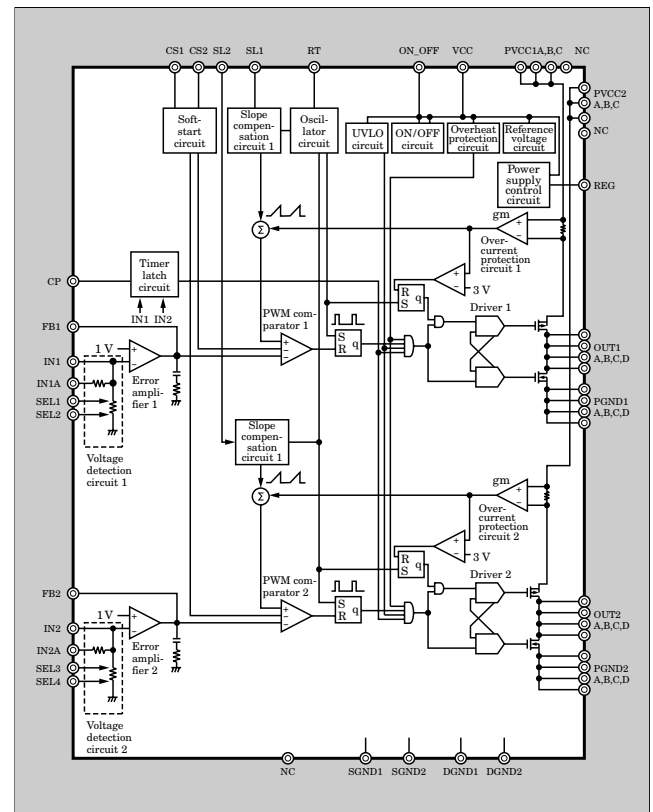 CS1 CS2 SL2 SL1 RT ON_OFF VCC PVCC1A,B,C NC
PVCC2
A,B,C
NC
Soft-
start
circuit
Slope
compen-
sation
circuit 1
Oscil-
lator
circuit
UVLO
circuit
ON/OFF
circuit
Overheat
protection
circuit
Reference
voltage
circuit
Power
supply
control
circuit
REG
gm
+
−
Σ
Over-
current
protection
circuit 1
CP
Timer
latch
circuit
IN1 IN2
+
−
3 V
R
S
q
Driver 1
FB1
PWM com-
parator 1
1 V
+
−
+
−
−
S
R
q
IN1
IN1A
SEL1
SEL2
Error
ampli-
fier 1
Voltage
detection
circuit 1
OUT1
A,B,C,D
PGND1
A,B,C,D
Slope
compen-
sation
circuit 1
gm
+
−
Σ
Over-
current
protection
circuit 2
+
−
3 V
R
S
q
Driver 2
FB2
PWM com-
parator 2
1 V
+
−
+
−
−
S
R
q
IN2
IN2A
SEL3
SEL4
Error
ampli-
fier 2
Voltage
detection
circuit 2
OUT2
A,B,C,D
PGND2
A,B,C,D
NC SGND1 SGND2 DGND1 DGND2